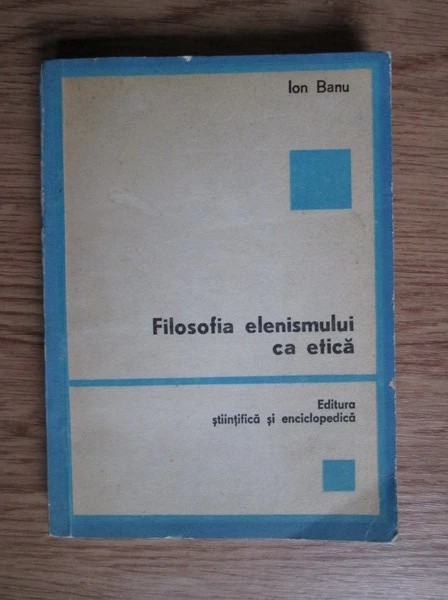 Ion Banu
Filosofia elenismului
ca etică
Editura
științifică și enciclopedică